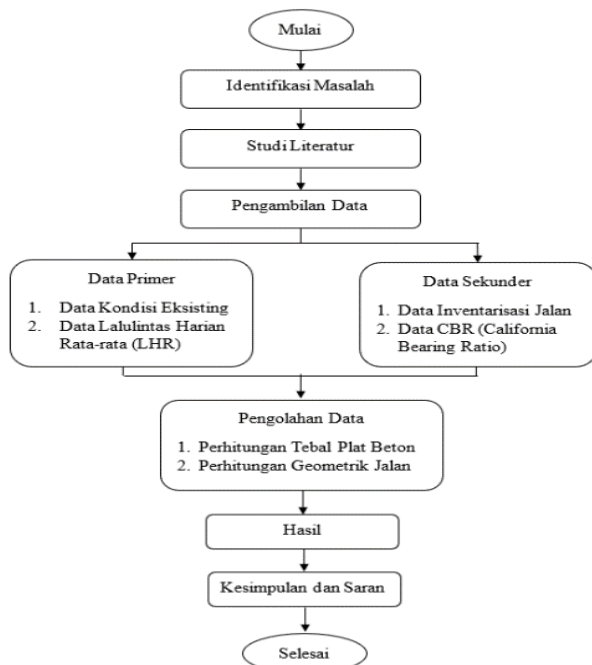 Mulai
Identifikasi Masalah
Studi Literatur
Pengambilan Data
Data Primer
1. Data Kondisi Eksisting
2. Data Lalulintas Harian
Rata-rata (LHR)
Data Sekunder
1. Data Inventarisasi Jalan
2. Data CBR (California
Bearing Ratio)
Pengolahan Data
1. Perhitungan Tebal Plat Beton
2. Perhitungan Geometrik Jalan
Hasil
Kesimpulan dan Saran
Selesai